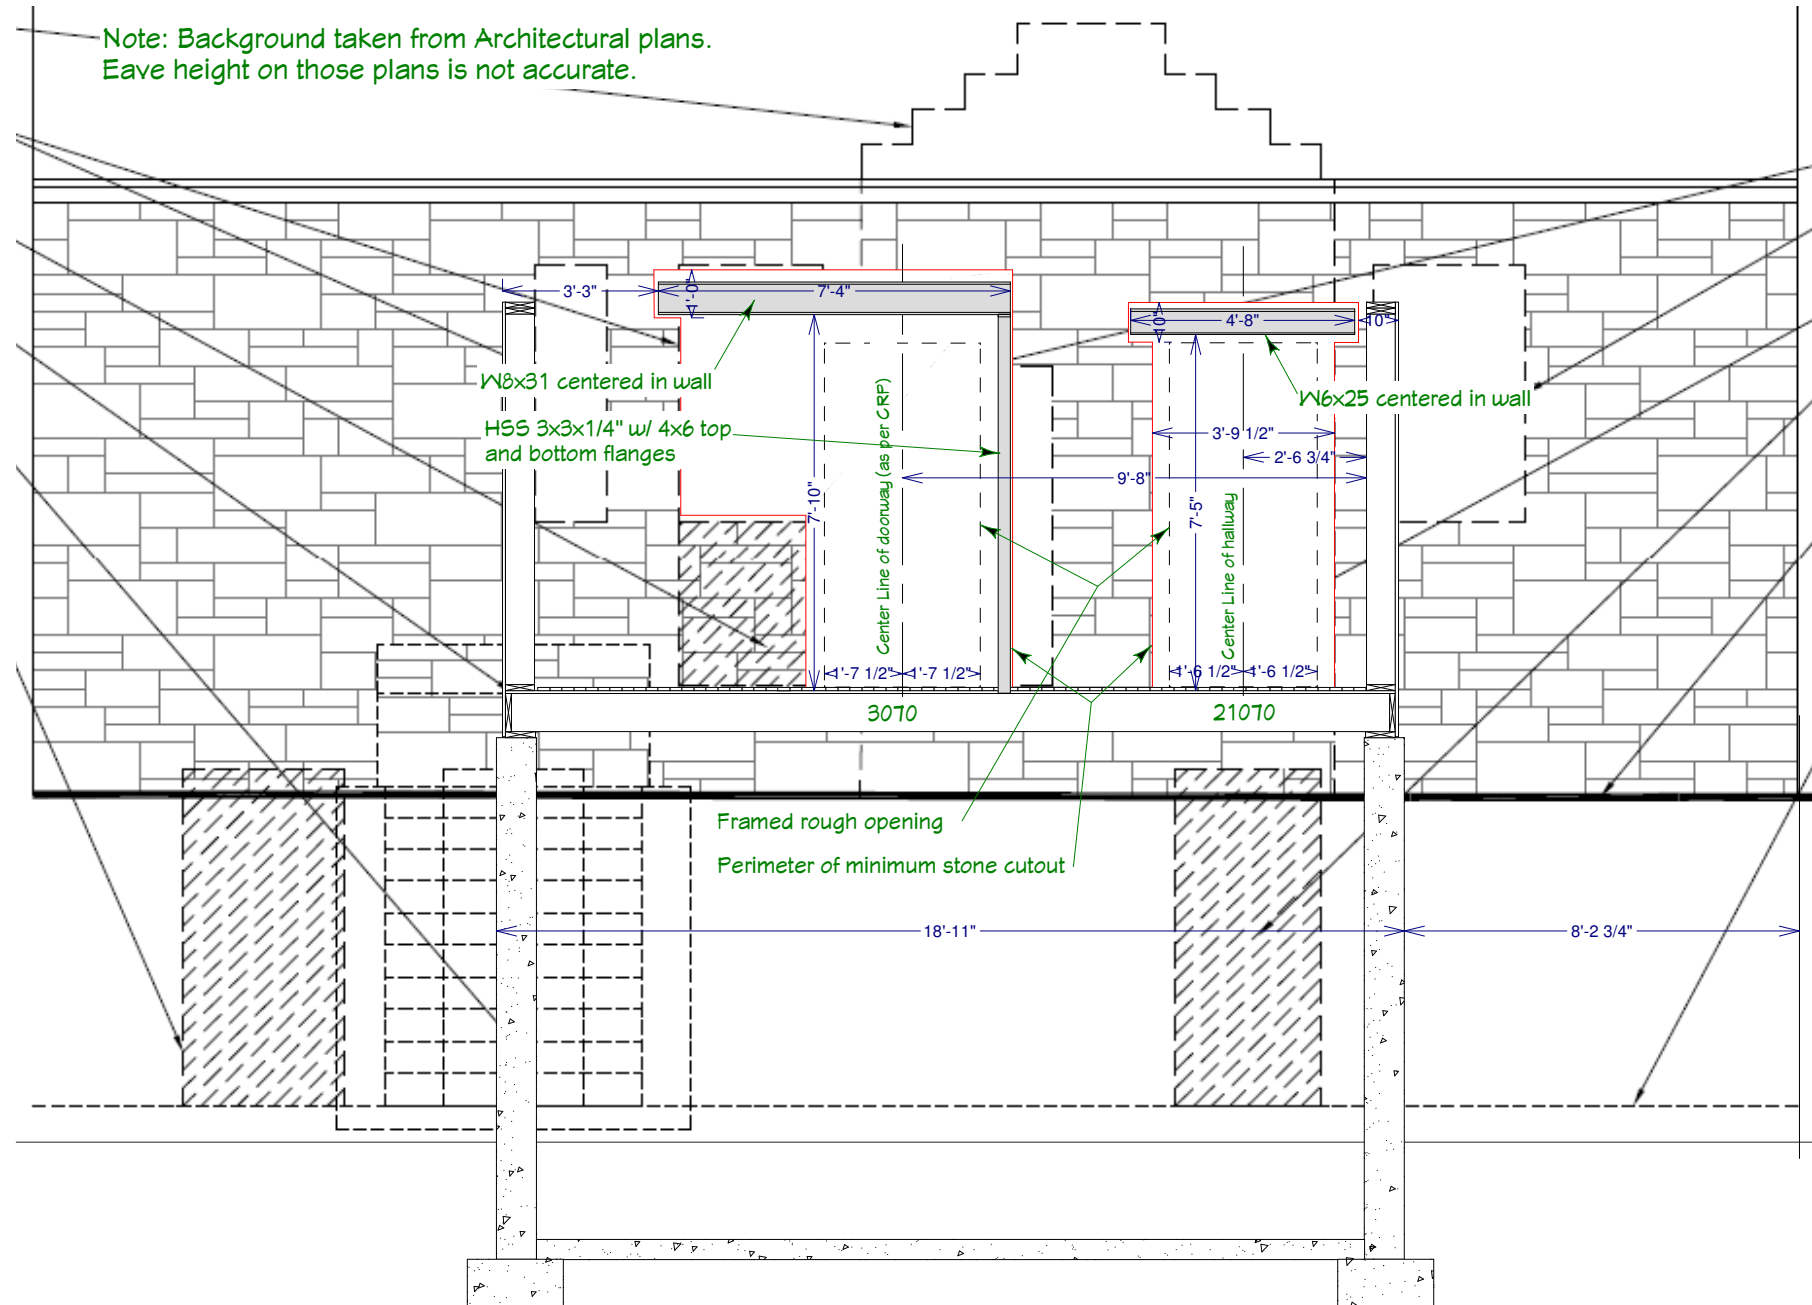 Note: Background taken from Architectural plans.
Eave height on those plans is not accurate.
3'-3"
1'-0"
7'-4"
10"
4'-8"
10"
W8x31 centered in wall
HSS 3x3x1/4" w/ 4x6 top
and bottom flanges
W6x25 centered in wall
3'-9 1/2"
2'-6 3/4"
9'-8"
7'-10"
Center Line of doorway (as per CRP)
7'-5"
Center Line of hallway
1'-7 1/2"
1'-7 1/2"
1'-6 1/2"
1'-6 1/2"
3070
21070
Framed rough opening
Perimeter of minimum stone cutout
18'-11"
8'-2 3/4"